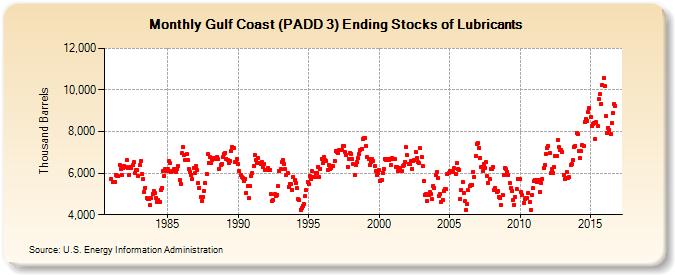 Monthly Gulf Coast (PADD 3) Ending Stocks of Lubricants
Thousand Barrels
12,000
10,000
8,000
6,000
4,000
1985 1990 1995 2000 2005 2010 2015
Source: U.S. Energy Information Administration